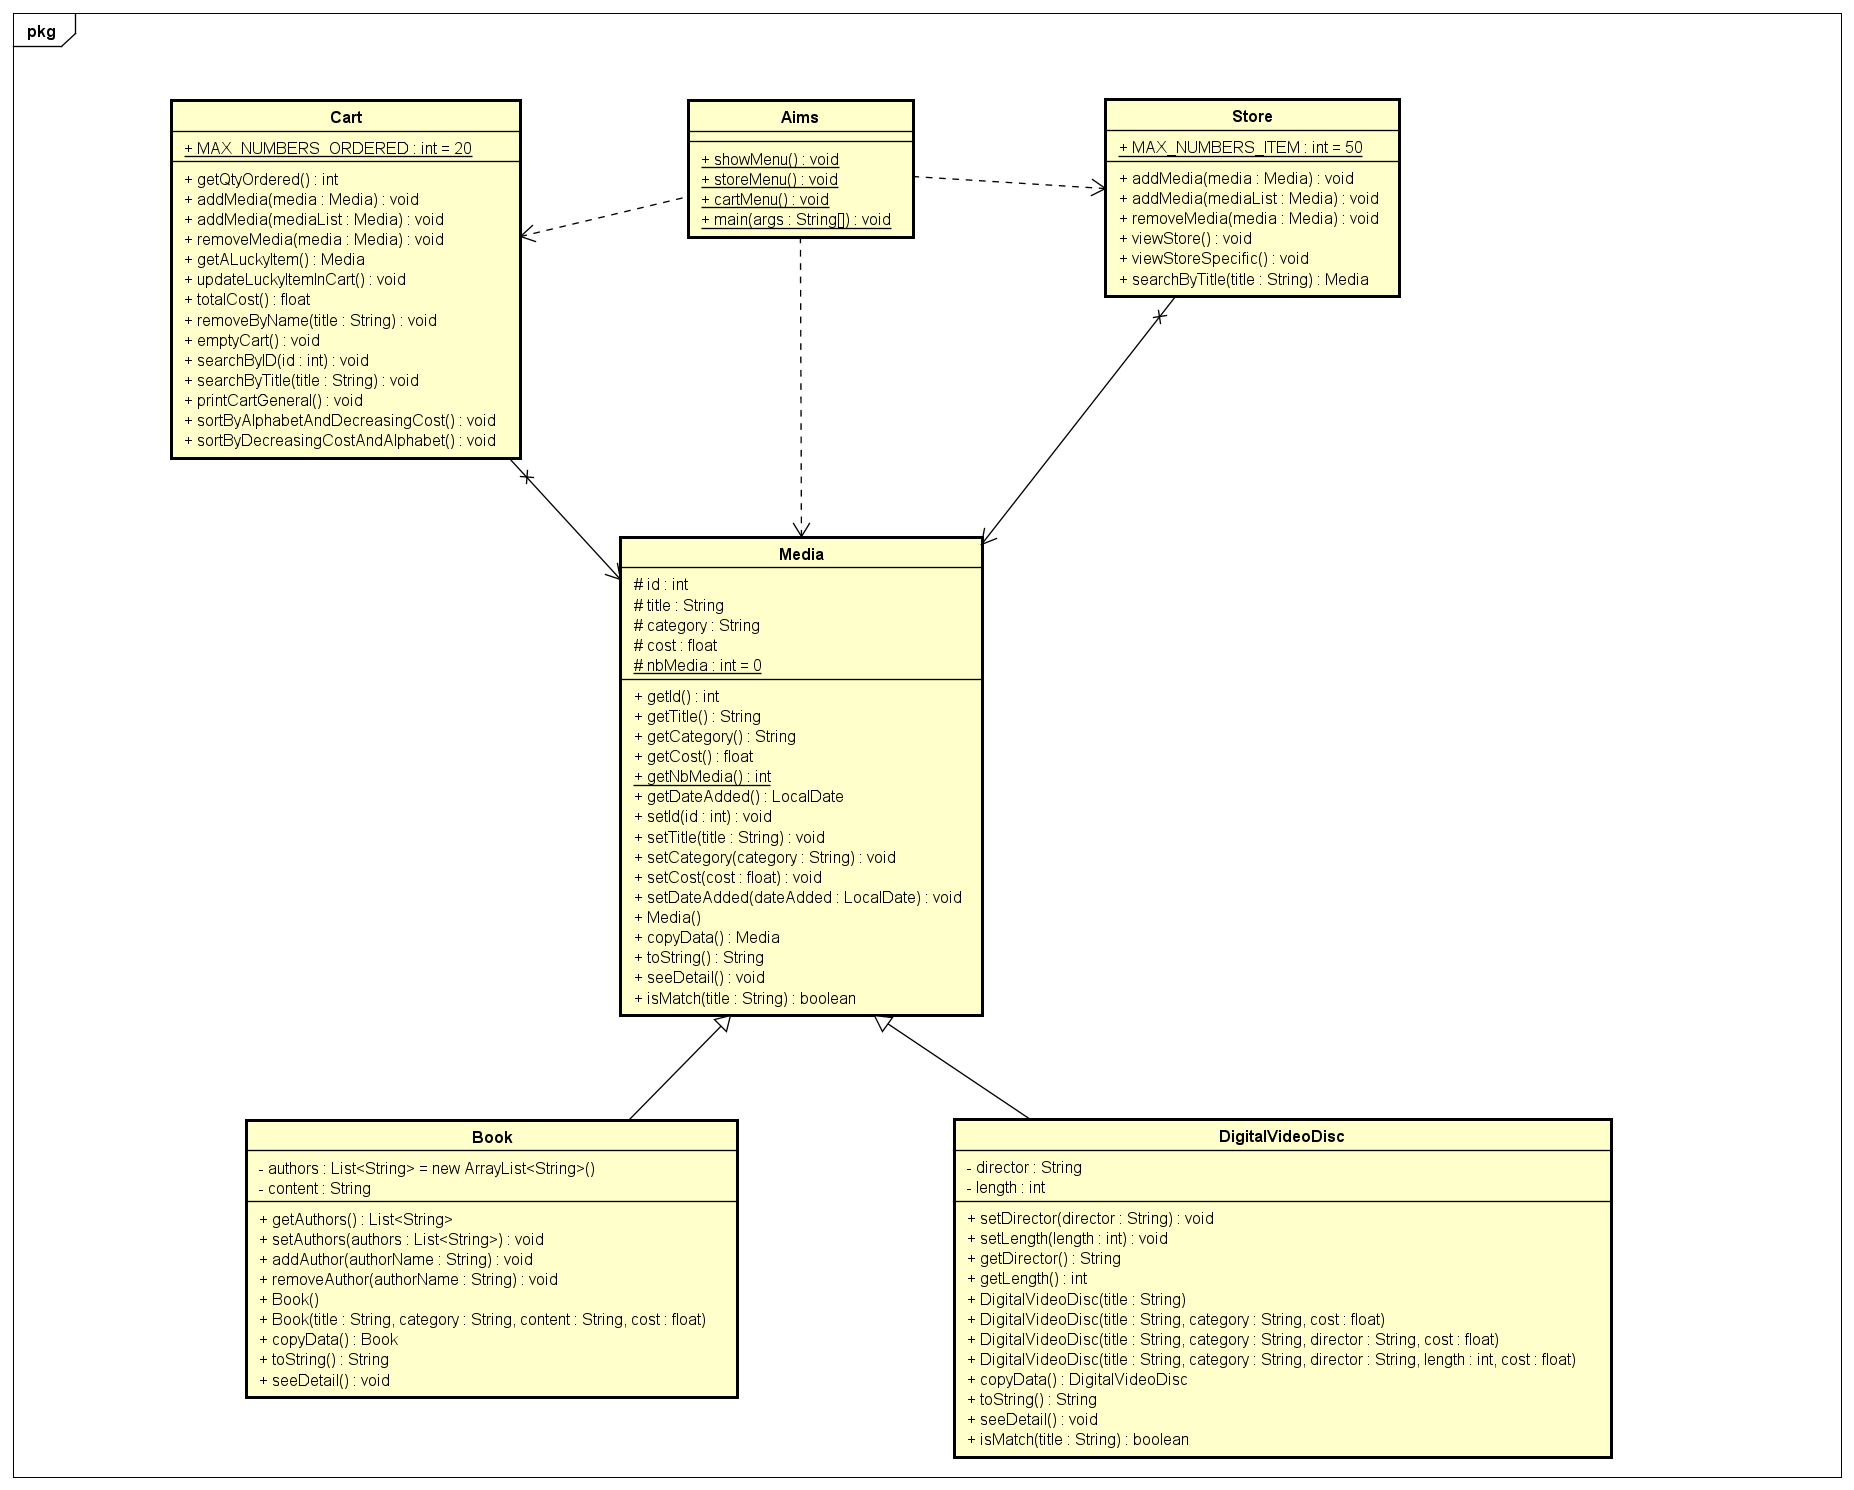 pkg
Cart
+ MAX_NUMBERS_ORDERED : int = 20
+ getQtyOrdered() : int
+ addMedia(media : Media) : void
+ addMedia(mediaList : Media) : void
+ removeMedia(media : Media) : void
+ getALuckyItem() : Media
+ updateLuckyItemInCart() : void
+ totalCost() : float
+ removeByName(title : String) : void
+ emptyCart() : void
+ searchByID(id : int) : void
+ searchByTitle(title : String) : void
+ printCartGeneral() : void
+ sortByAlphabetAndDecreasingCost() : void
+ sortByDecreasingCostAndAlphabet() : void
Aims
+ showMenu() : void
+ storeMenu() : void
+ cartMenu() : void
+ main(args : String[]) : void
Store
+ MAX_NUMBERS_ITEM : int = 50
+ addMedia(media : Media) : void
+ addMedia(mediaList : Media) : void
+ removeMedia(media : Media) : void
+ viewStore() : void
+ viewStoreSpecific() : void
+ searchByTitle(title : String) : Media
Media
# id : int
# title : String
# category : String
# cost : float
# nbMedia : int = 0
+ getId() : int
+ getTitle() : String
+ getCategory() : String
+ getCost() : float
+ getNbMedia() : int
+ getDateAdded() : LocalDate
+ setId(id : int) : void
+ setTitle(title : String) : void
+ setCategory(category : String) : void
+ setCost(cost : float) : void
+ setDateAdded(dateAdded : LocalDate) : void
+ Media()
+ copyData() : Media
+ toString() : String
+ seeDetail() : void
+ isMatch(title : String) : boolean
Book
- authors : List<String> = new ArrayList<String>()
- content : String
+ getAuthors() : List<String>
+ setAuthors(authors : List<String>) : void
+ addAuthor(authorName : String) : void
+ removeAuthor(authorName : String) : void
+ Book()
+ Book(title : String, category : String, content : String, cost : float)
+ copyData() : Book
+ toString() : String
+ seeDetail() : void
DigitalVideoDisc
- director : String
- length : int
+ setDirector(director : String) : void
+ setLength(length : int) : void
+ getDirector() : String
+ getLength() : int
+ DigitalVideoDisc(title : String)
+ DigitalVideoDisc(title : String, category : String, cost : float)
+ DigitalVideoDisc(title : String, category : String, director : String, cost : float)
+ DigitalVideoDisc(title : String, category : String, director : String, length : int, cost : float)
+ copyData() : DigitalVideoDisc
+ toString() : String
+ seeDetail() : void
+ isMatch(title : String) : boolean